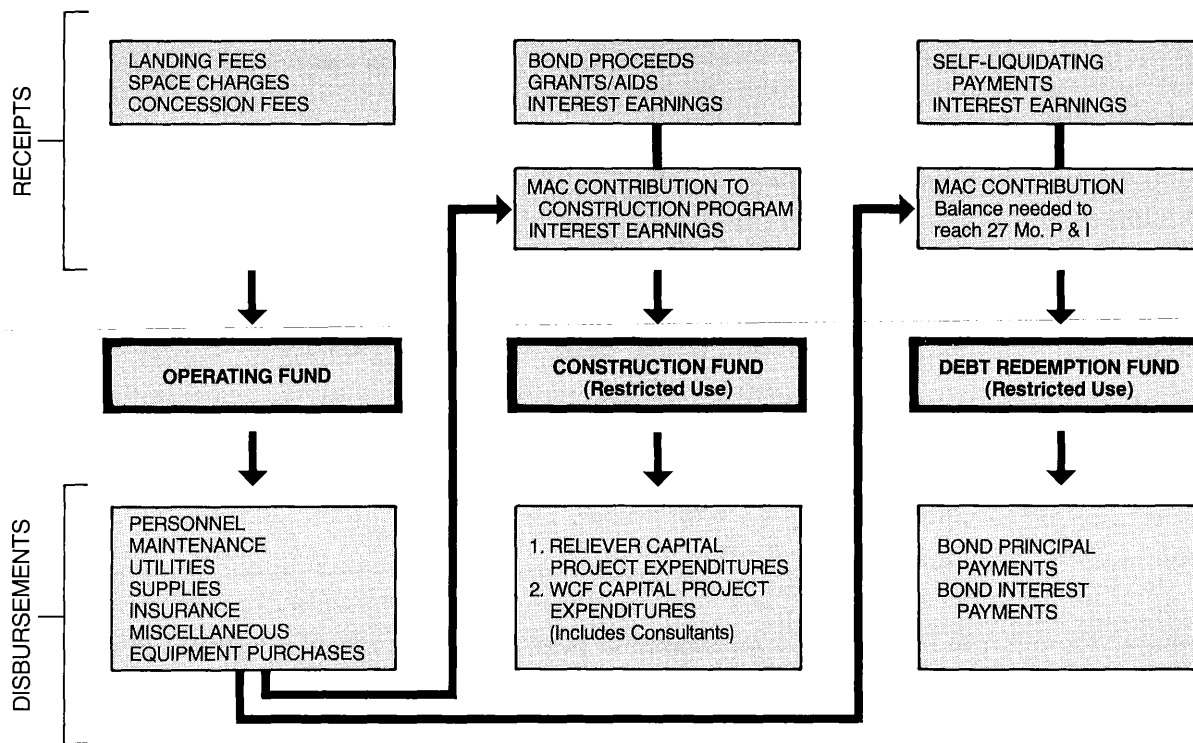 RECEIPTS
LANDING FEES
SPACE CHARGES
CONCESSION FEES
BOND PROCEEDS
GRANTS/AIDS
INTEREST EARNINGS
SELF-LIQUIDATING
PAYMENTS
INTEREST EARNINGS
MAC CONTRIBUTION TO
CONSTRUCTION PROGRAM
INTEREST EARNINGS
MAC CONTRIBUTION
Balance needed to
reach 27 Mo. P & I
OPERATING FUND
CONSTRUCTION FUND
(Restricted Use)
DEBT REDEMPTION FUND
(Restricted Use)
DISBURSEMENTS
PERSONNEL
MAINTENANCE
UTILITIES
SUPPLIES
INSURANCE
MISCELLANEOUS
EQUIPMENT PURCHASES
1. RELIEVER CAPITAL
PROJECT EXPENDITURES
2. WCF CAPITAL PROJECT
EXPENDITURES
(Includes Consultants)
BOND PRINCIPAL
PAYMENTS
BOND INTEREST
PAYMENTS